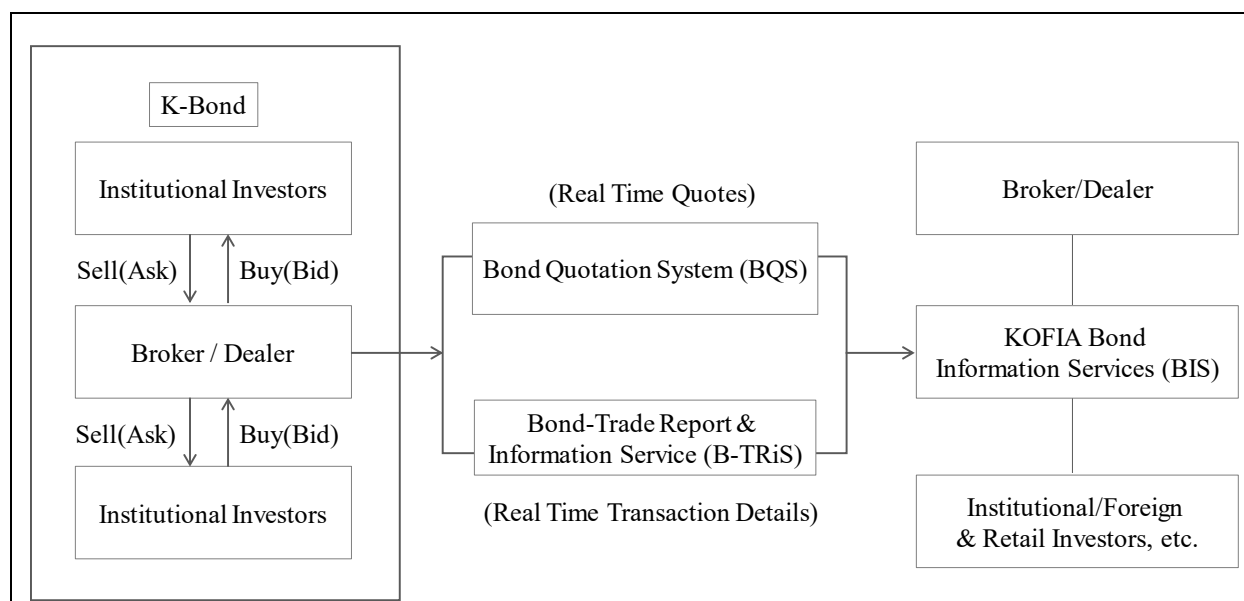 K-Bond
Institutional Investors
Sell(Ask)
Buy(Bid)
Broker / Dealer
Sell(Ask)
Buy(Bid)
Institutional Investors
(Real Time Quotes)
Bond Quotation System (BQS)
Bond-Trade Report &
Information Service (B-TRiS)
(Real Time Transaction Details)
Broker/Dealer
KOFIA Bond
Information Services (BIS)
Institutional/Foreign
& Retail Investors, etc.